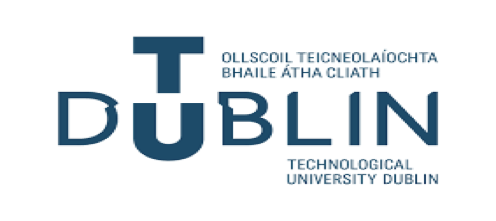 T
OLLSCOIL TEICNEOLAÍOCHTA
BHAILE ÁTHA CLIATH
DUBLIN
TECHNOLOGICAL
UNIVERSITY DUBLIN